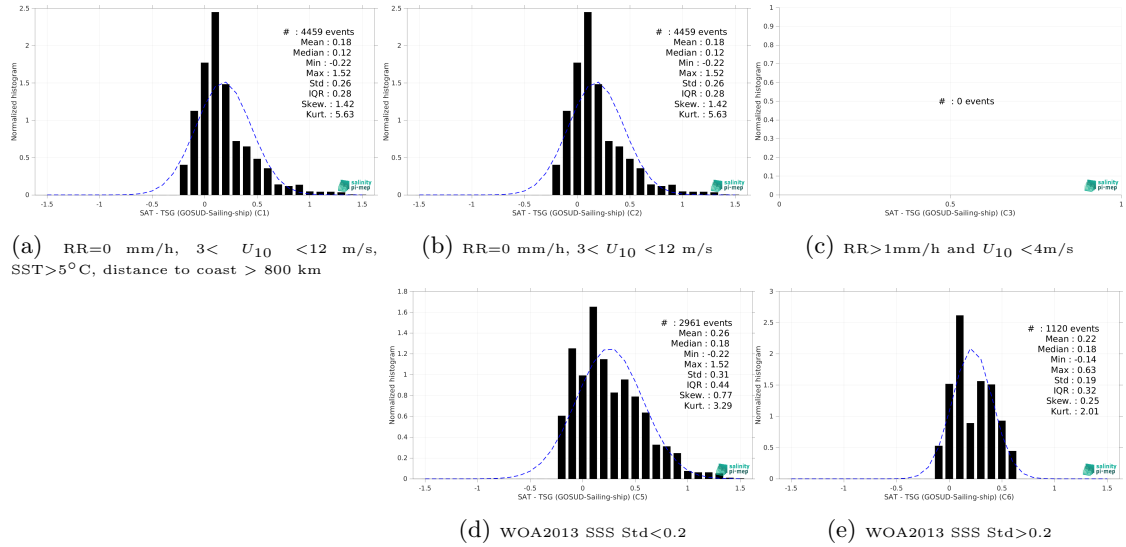 2.5
2
1.5
1
0.5
0
-1.5
-1
-0.5
0
0.5
1
1.5
Normalized histogram
SAT - TSG (GOSUD-Sailing-ship) (C1)
# : 4459 events
Mean : 0.18
Median : 0.12
Min : -0.22
Max : 1.52
Std : 0.26
IQR : 0.28
Skew. : 1.42
Kurt. : 5.63
salinity
pi-mep
(a) RR=0 mm/h, 3< U10 <12 m/s,
SST>5°C, distance to coast > 800 km
2.5
2
1.5
1
0.5
0
-1.5
-1
-0.5
0
0.5
1
1.5
Normalized histogram
SAT - TSG (GOSUD-Sailing-ship) (C2)
# : 4459 events
Mean : 0.18
Median : 0.12
Min : -0.22
Max : 1.52
Std : 0.26
IQR : 0.28
Skew. : 1.42
Kurt. : 5.63
salinity
pi-mep
(b) RR=0 mm/h, 3< U10 <12 m/s
1
0.9
0.8
0.7
0.6
0.5
0.4
0.3
0.2
0.1
0
0
0.5
1
Normalized histogram
SAT - TSG (GOSUD-Sailing-ship) (C3)
# : 0 events
salinity
pi-mep
(c) RR>1mm/h and U10 <4m/s
1.8
1.6
1.4
1.2
1
0.8
0.6
0.4
0.2
0
-1.5
-1
-0.5
0
0.5
1
1.5
Normalized histogram
SAT - TSG (GOSUD-Sailing-ship) (C5)
# : 2961 events
Mean : 0.26
Median : 0.18
Min : -0.22
Max : 1.52
Std : 0.31
IQR : 0.44
Skew. : 0.77
Kurt. : 3.29
salinity
pi-mep
(d) WOA2013 SSS Std<0.2
3
2.5
2
1.5
1
0.5
0
-1.5
-1
-0.5
0
0.5
1
1.5
Normalized histogram
SAT - TSG (GOSUD-Sailing-ship) (C6)
# : 1120 events
Mean : 0.22
Median : 0.18
Min : -0.14
Max : 0.63
Std : 0.19
IQR : 0.32
Skew. : 0.25
Kurt. : 2.01
salinity
pi-mep
(e) WOA2013 SSS Std>0.2